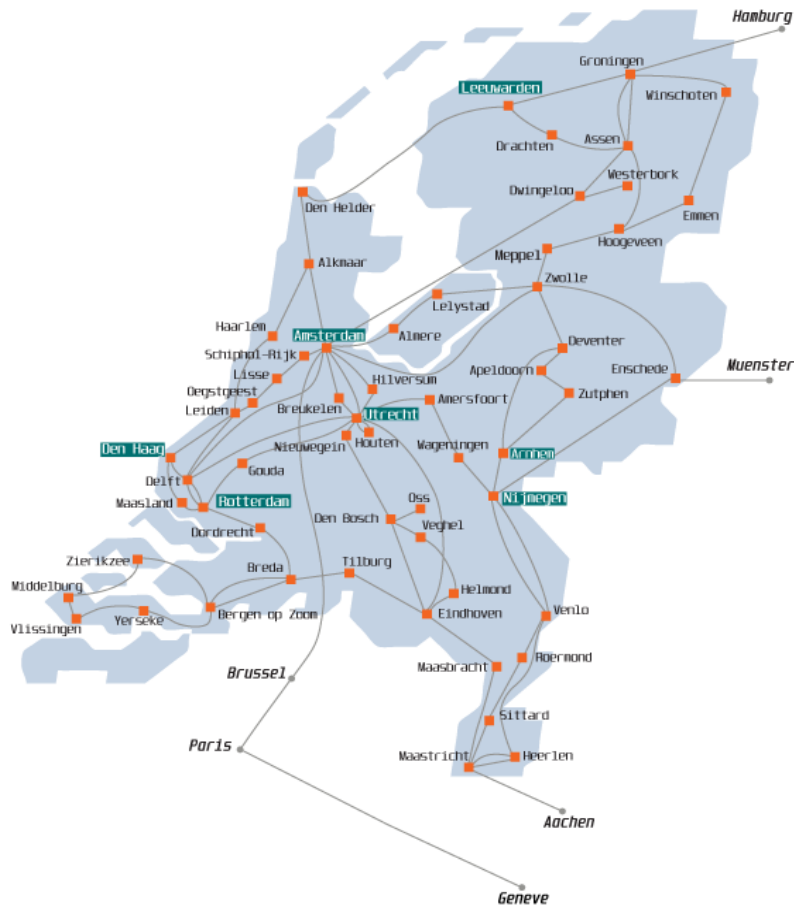 Hamburg
Groningen
Leeuwarden
Winschoten
Drachten
Assen
Westerbork
Dwingeloo
Den Helder
Emmen
Hoogeveen
Meppel
Alkmaar
Zwolle
Lelystad
Haarlem
Amsterdam
Almere
Deventer
Schiphol-Rijk
Apeldoorn
Enschede
Muenster
Lisse
Hilversum
Oegstgeest
Zutphen
Leiden
Breukelen
Amersfoort
Utrecht
Nieuwegein
Houten
Wageningen
Den Haag
Arnhem
Gouda
Delft
Nijmegen
Maasland
Rotterdam
Oss
Den Bosch
Veghel
Dordrecht
Zierikzee
Tilburg
Breda
Middelburg
Helmond
Vlissingen
Yerseke
Bergen op Zoom
Eindhoven
Venlo
Roermond
Maasbracht
Brussel
Sittard
Paris
Maastricht
Heerlen
Aachen
Geneve